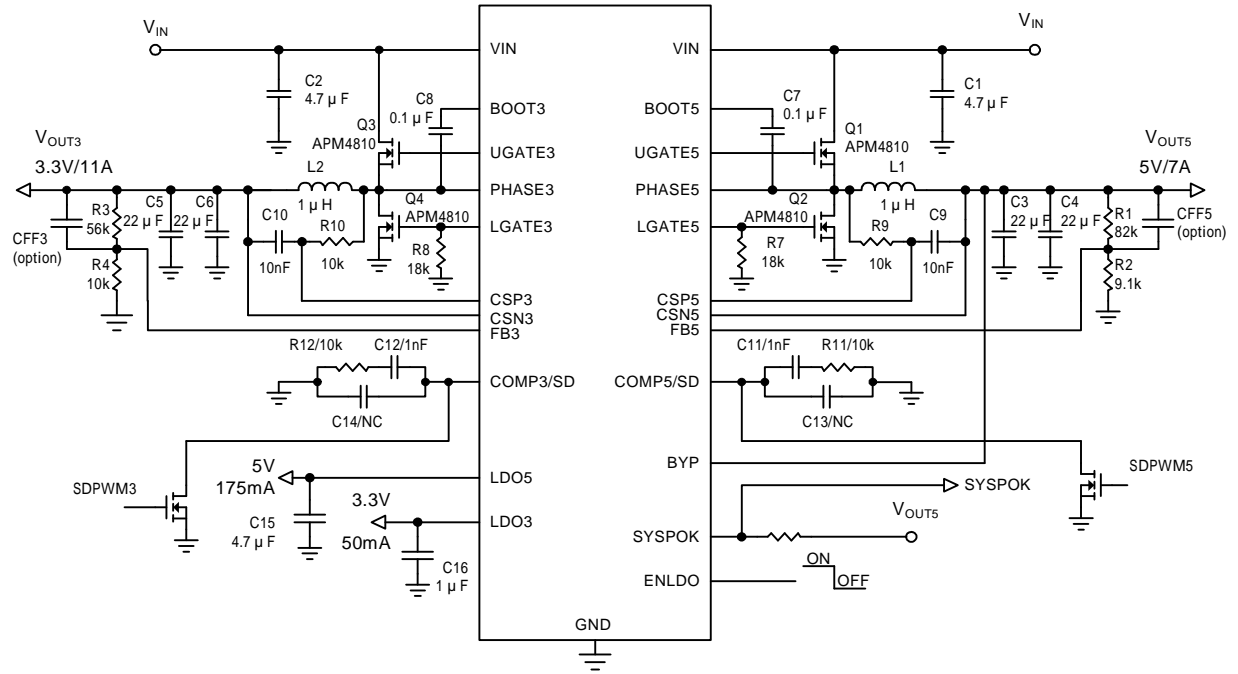 VIN
VIN
VIN
VIN
C2
4.7 µ F
C8
0.1 µ F
BOOT3
BOOT5
C7
0.1 µ F
C1
4.7 µ F
Q3
APM4810
UGATE3
UGATE5
Q1
APM4810
VOUT3
3.3V/11A
L2
1 µ H
PHASE3
PHASE5
L1
1 µ H
VOUT5
5V/7A
CFF3
(option)
R3
56k
R4
10k
C5
22 µ F
C6
22 µ F
C10
10nF
R10
10k
Q4
APM4810
R8
18k
LGATE3
LGATE5
Q2
APM4810
R7
18k
R9
10k
C9
10nF
C3
22 µ F
C4
22 µ F
R1
82k
R2
9.1k
CFF5
(option)
CSP3
CSN3
FB3
CSP5
CSN5
FB5
R12/10k
C12/1nF
C14/NC
COMP3/SD
COMP5/SD
C11/1nF
R11/10k
C13/NC
SDPWM3
5V
175mA
LDO5
C15
4.7 µ F
3.3V
50mA
LDO3
C16
1 µ F
BYP
SDPWM5
SYSPOK
VOUT5
SYSPOK
ENLDO
ON
OFF
GND